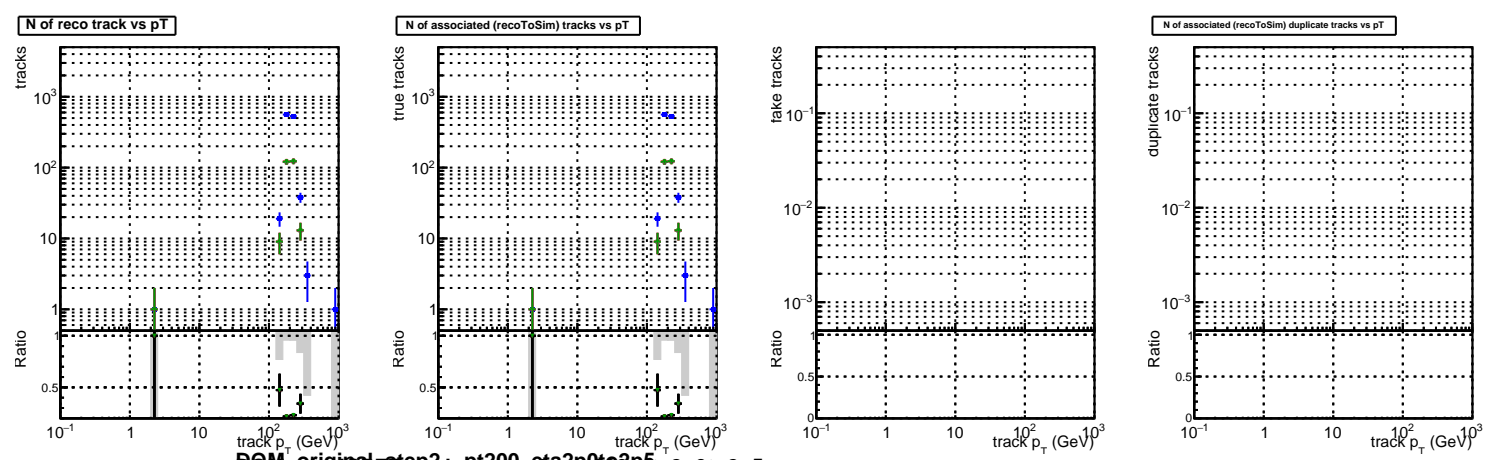 N of reco track vs pT
N of associated (recoToSim) tracks vs pT
N of associated (recoToSim) duplicate tracks vs pT
tracks
10³
10²
10
1
Ratio
1
0.5
10⁻¹ 1 10 10² 10³
track p_T (GeV)
true tracks
10³
10²
10
1
Ratio
1
0.5
10⁻¹ 1 10 10² 10³
track p_T (GeV)
fake tracks
10⁻¹
10⁻²
10⁻³
Ratio
1
0.5
0
10⁻¹ 1 10 10² 10³
track p_T (GeV)
duplicate tracks
10⁻¹
10⁻²
10⁻³
Ratio
1
0.5
0
10⁻¹ 1 10 10² 10³
track p_T (GeV)